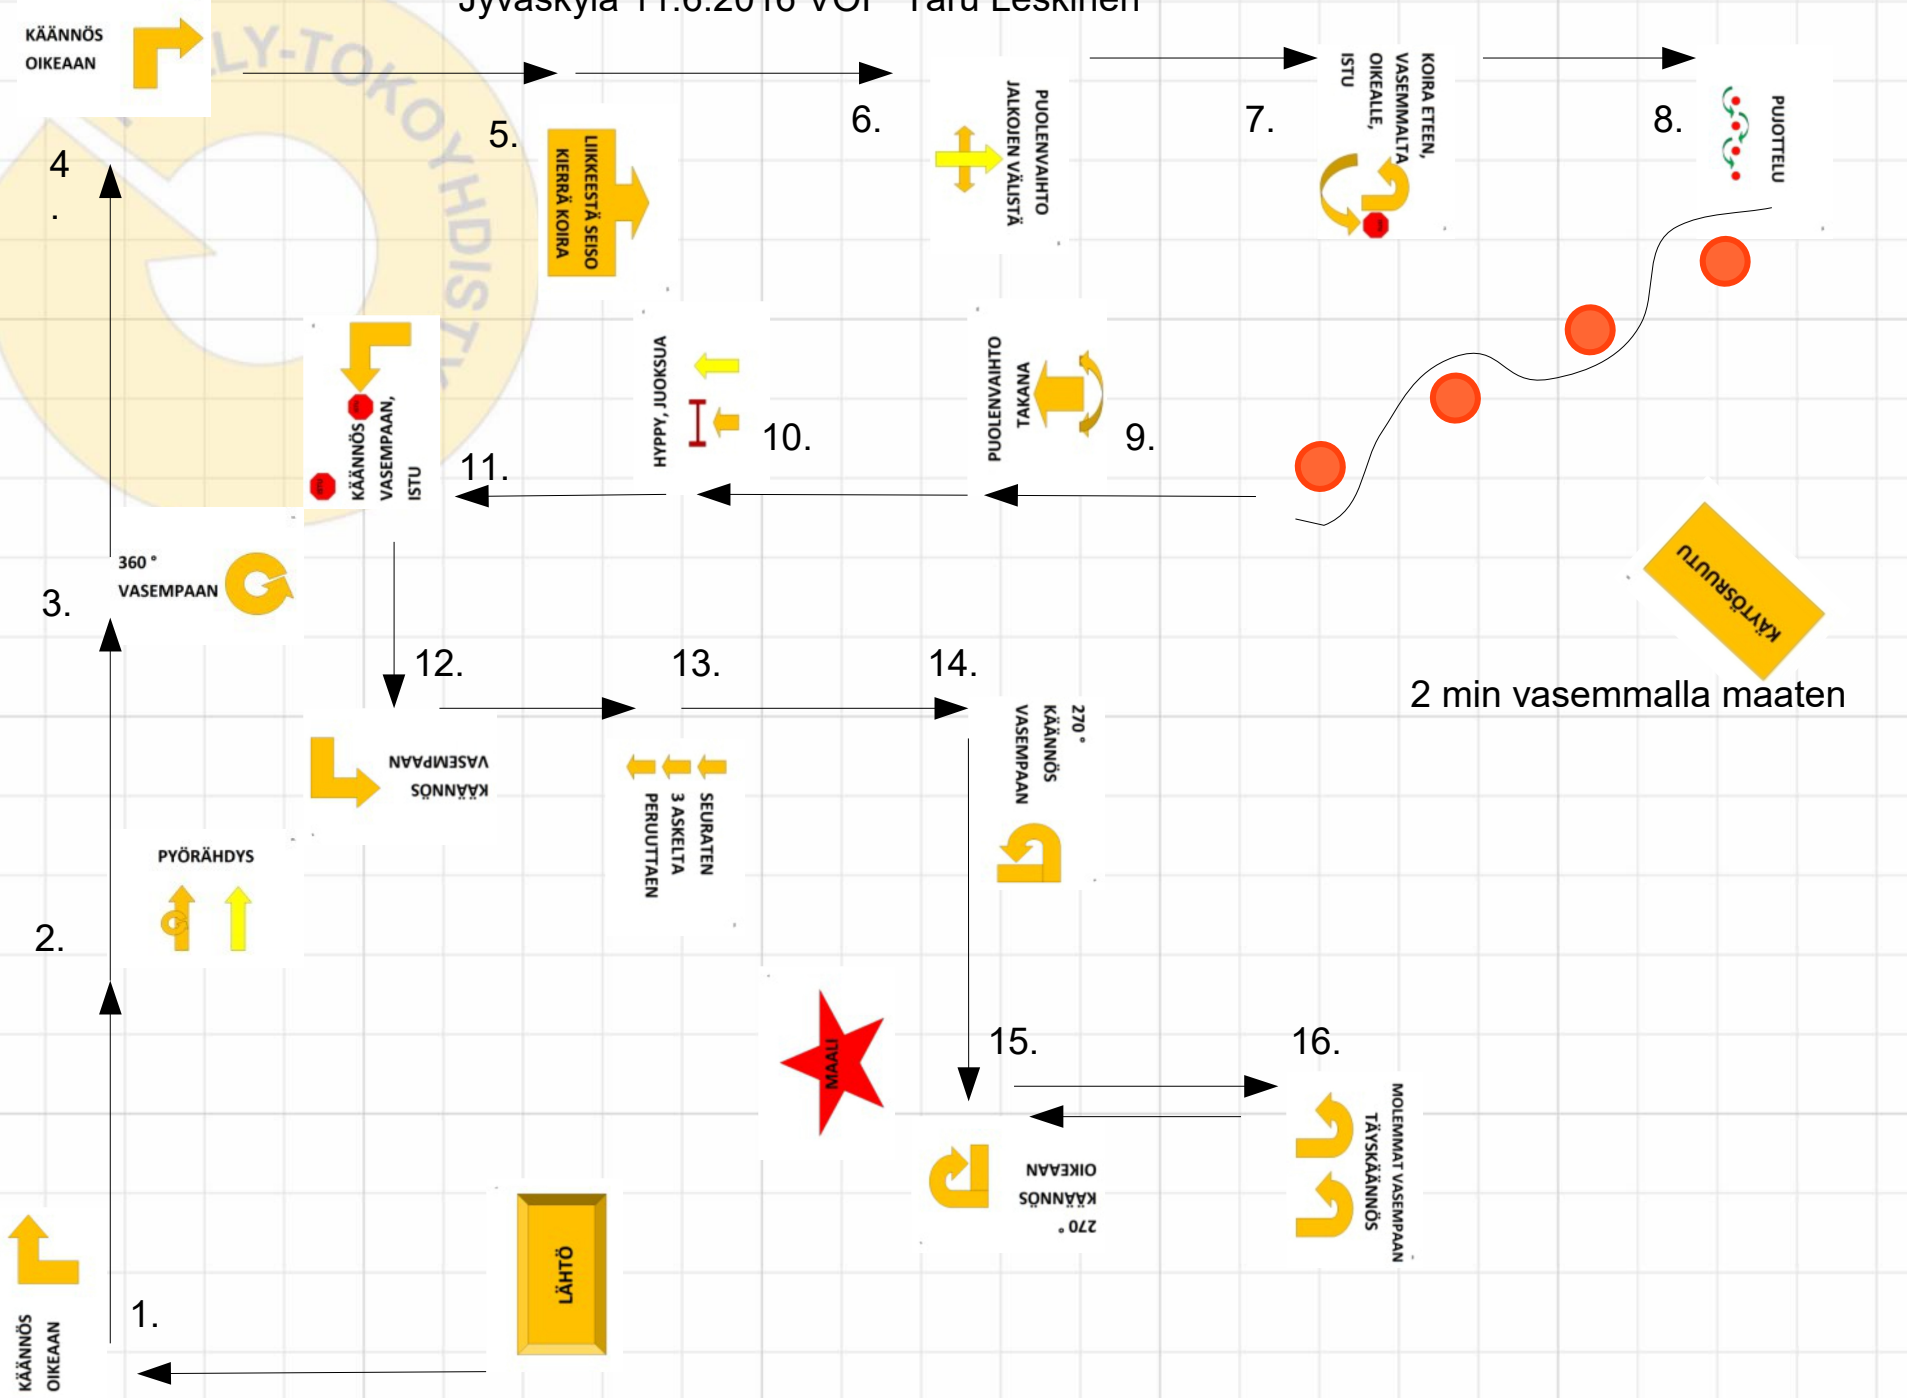 Jyväskylä 11.6.2016 VOI Taru Leskinen
KÄÄNNÖS
OIKEAAN
LY-TOKOYHDISTY
4
.
5.
LIIKKEESTÄ SEISO
KIERRÄ KOIRA
6.
PUOLENVAIHTO
JALKOJEN VÄLISTÄ
7.
KOIRA ETEEN,
VASEMMALTA
OIKEALLE,
ISTU
8.
PUJOTTELU
KÄÄNNÖS
VASEMPAAN,
ISTU
11.
HYPPY, JUOKSUA
10.
PUOLENVAIHTO
TAKANA
9.
KÄYTÖSRUUTU
2 min vasemmalla maaten
3.
360 °
VASEMPAAN
12.
KÄÄNNÖS
VASEMPAAN
13.
SEURATEN
3 ASKELTA
PERUUTTAEN
14.
270 °
KÄÄNNÖS
VASEMPAAN
2.
PYÖRÄHDYS
MAALI
15.
270 °
KÄÄNNÖS
OIKEAAN
16.
MOLEMMAT VASEMPAAN
TÄYSKÄÄNNÖS
LÄHTÖ
1.
KÄÄNNÖS
OIKEAAN